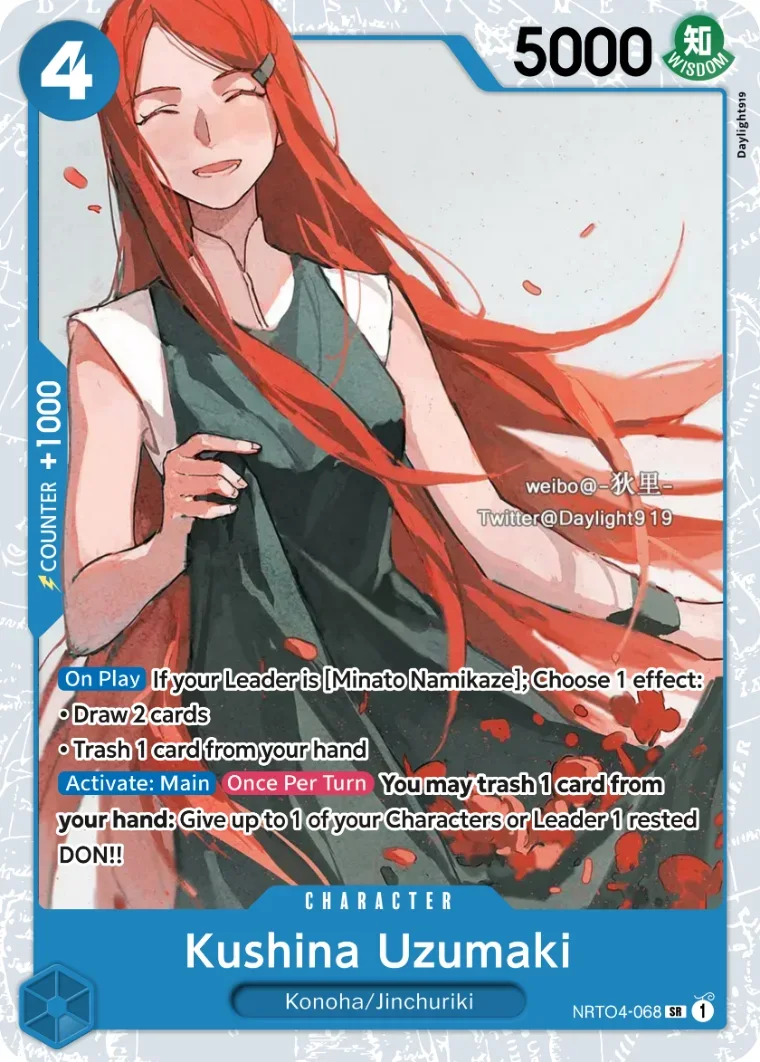 4
5000
知
WISDOM
Daylight919
COUNTER +1000
weibo@-狄里-
Twitter@Daylight919
On Play If your Leader is [Minato Namikaze]; Choose 1 effect:
• Draw 2 cards
• Trash 1 card from your hand
Activate: Main Once Per Turn You may trash 1 card from
your hand: Give up to 1 of your Characters or Leader 1 rested
DON!!
CHARACTER
Kushina Uzumaki
Konoha/Jinchuriki
NRTO4-068 SR 1